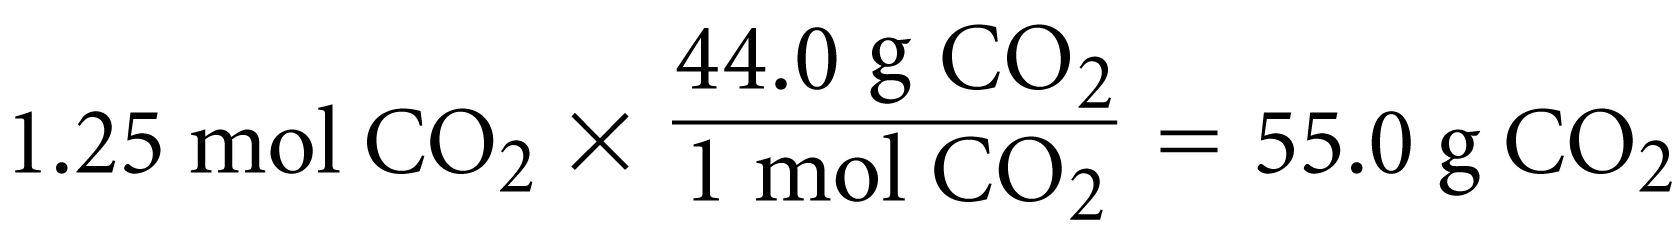 1.25 mol CO₂ × 44.0 g CO₂ / 1 mol CO₂ = 55.0 g CO₂